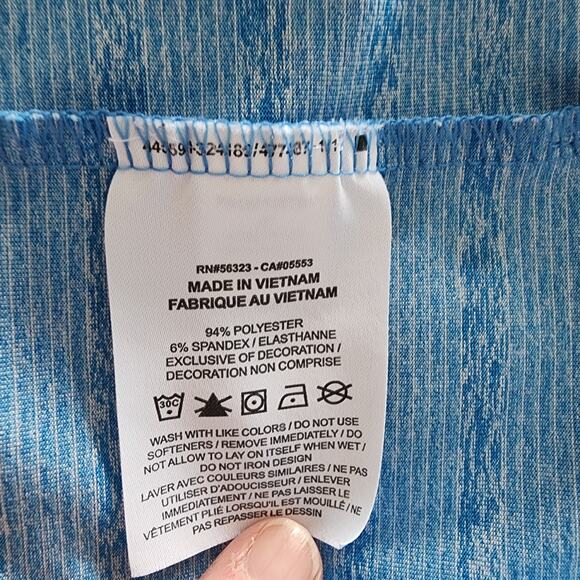 RN#56323 - CA#05553
MADE IN VIETNAM
FABRIQUE AU VIETNAM
94% POLYESTER
6% SPANDEX / ELASTHANNE
EXCLUSIVE OF DECORATION /
DECORATION NON COMPRISE
30C
WASH WITH LIKE COLORS / DO NOT USE
SOFTENERS / REMOVE IMMEDIATELY / DO
NOT ALLOW TO LAY ON ITSELF WHEN WET /
DO NOT IRON DESIGN
LAVER AVEC COULEURS SIMILAIRES / NE PAS
UTILISER D'ADOUCISSEUR / ENLEVER
IMMEDIATEMENT / NE PAS LAISSER LE
VÊTEMENT PLIÉ LORSQU'IL EST MOUILLÉ / NE
PAS REPASSER LE DESSIN